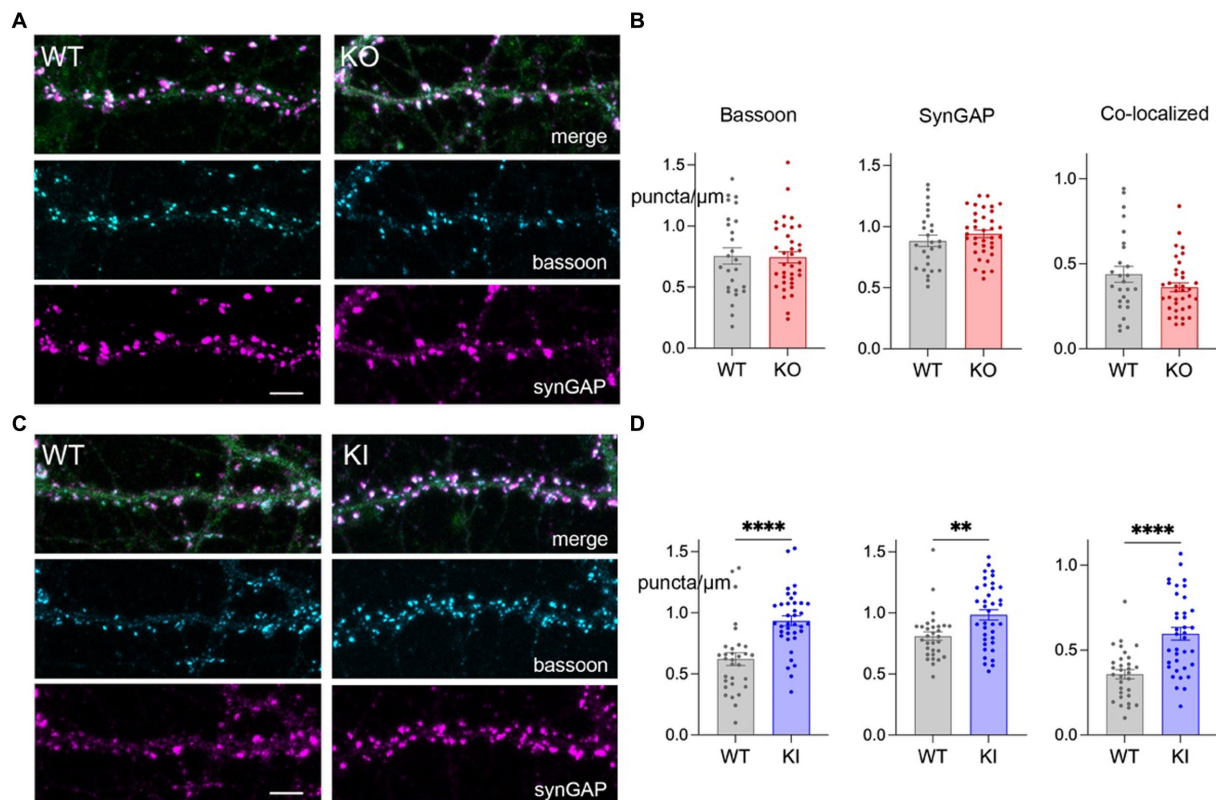 A
WT
KO
merge
bassoon
synGAP
B
Bassoon
SynGAP
Co-localized
puncta/μm
1.5
1.0
0.5
0.0
WT
KO
1.5
1.0
0.5
0.0
WT
KO
1.0
0.5
0.0
WT
KO
C
WT
KI
merge
bassoon
synGAP
D
puncta/μm
****
1.5
1.0
0.5
0.0
WT
KI
**
1.5
1.0
0.5
0.0
WT
KI
****
1.0
0.5
0.0
WT
KI